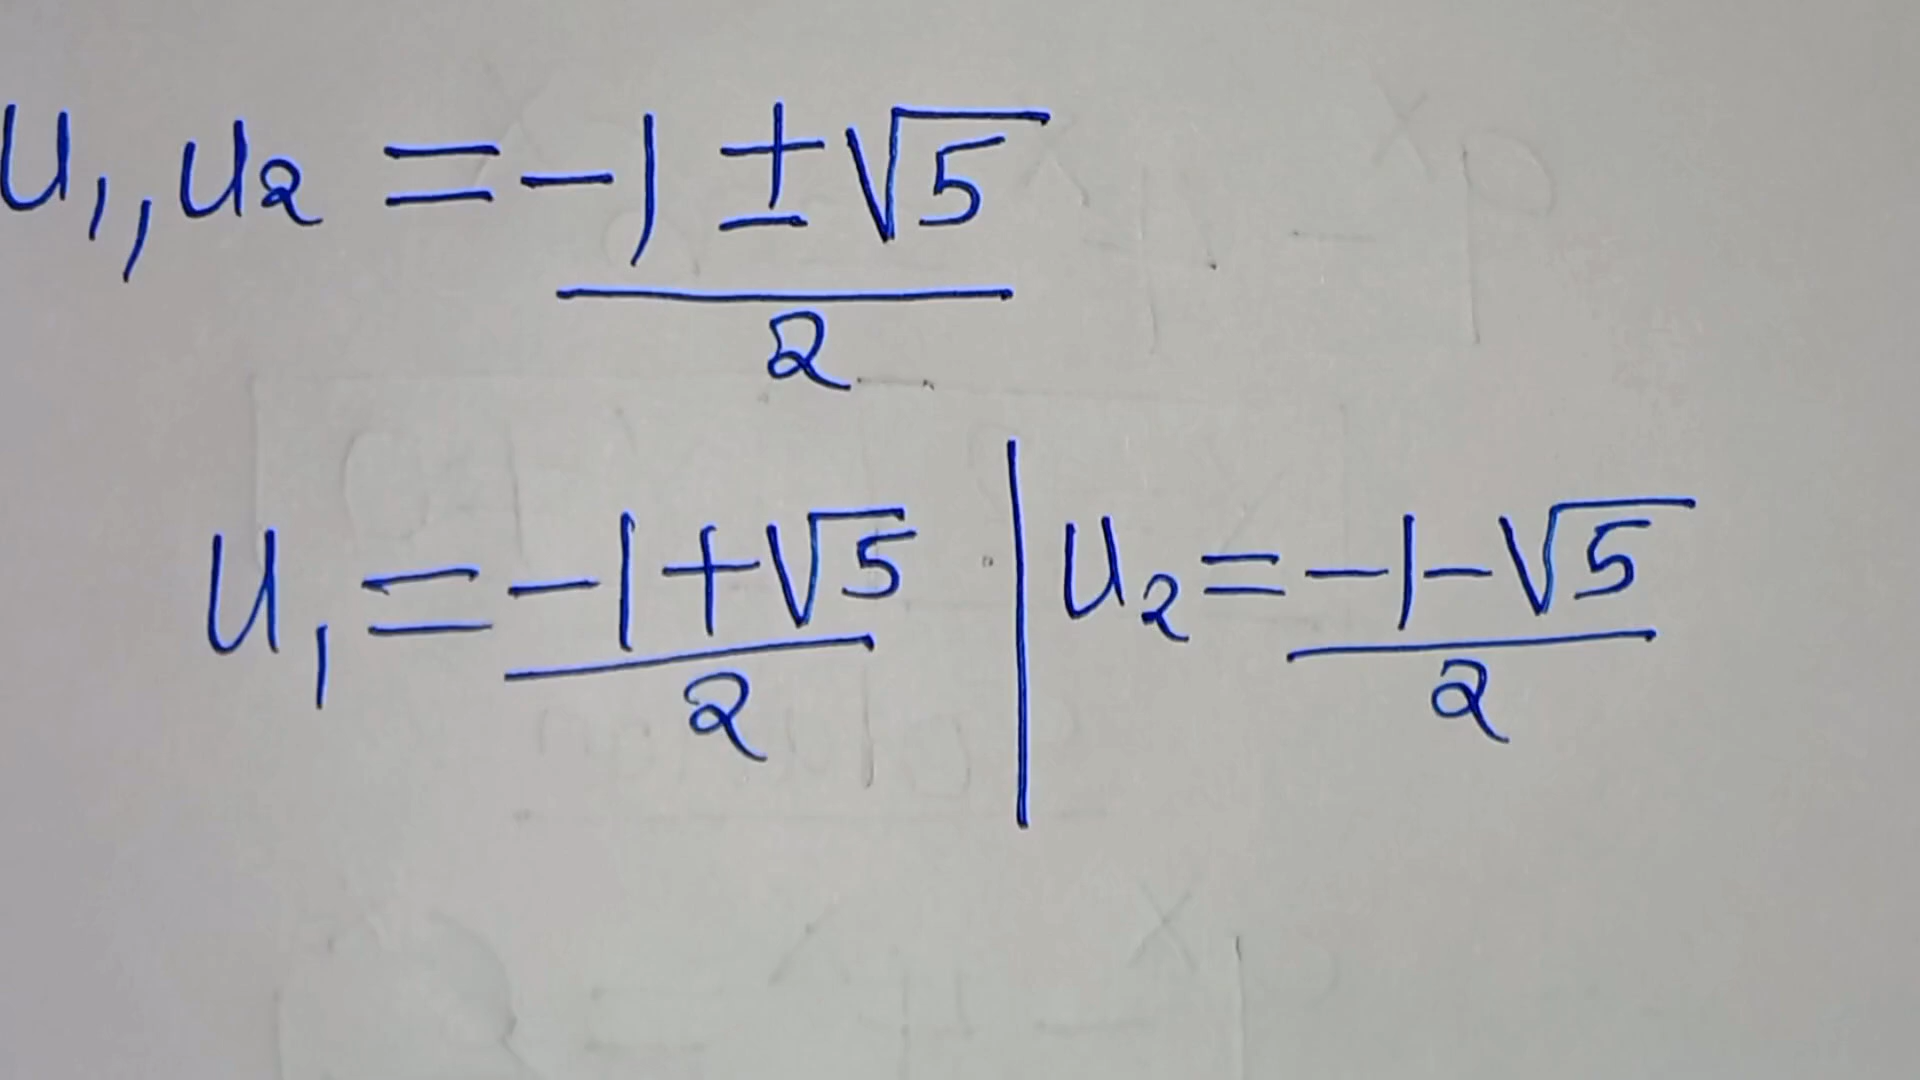 U₁, U₂ = -1 ± √5
2
U₁ = -1 + √5 | U₂ = -1 - √5
2 2